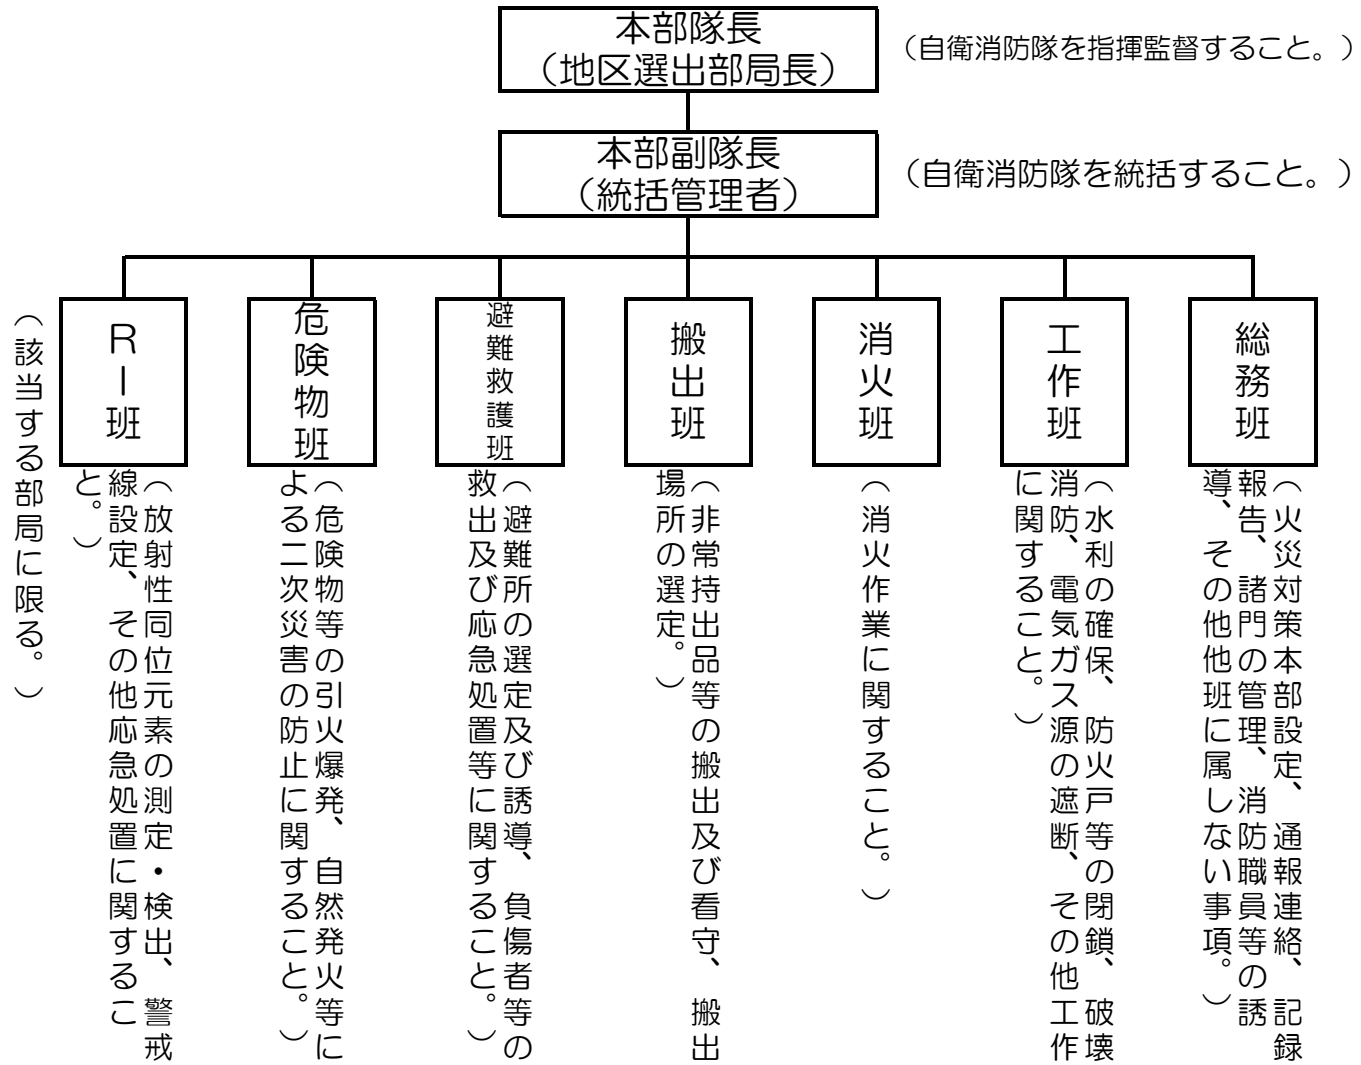 本部隊長
（地区選出部局長）
（自衛消防隊を指揮監督すること。）
本部副隊長
（統括管理者）
（自衛消防隊を統括すること。）
総務班
（火災対策本部設定、通報連絡、記録
報告、諸門の管理、消防職員等の誘
導、その他他班に属しない事項。）
工作班
（水利の確保、防火戸等の閉鎖、破壊
消防、電気ガス源の遮断、その他工作
に関すること。）
消火班
（消火作業に関すること。）
搬出班
（非常持出品等の搬出及び看守、搬出
場所の選定。）
避難救護班
（避難所の選定及び誘導、負傷者等の
救出及び応急処置等に関すること。）
危険物班
（危険物等の引火爆発、自然発火等に
よる二次災害の防止に関すること。）
ＲＩ班
（放射性同位元素の測定・検出、警戒
線設定、その他応急処置に関するこ
と。）
（該当する部局に限る。）